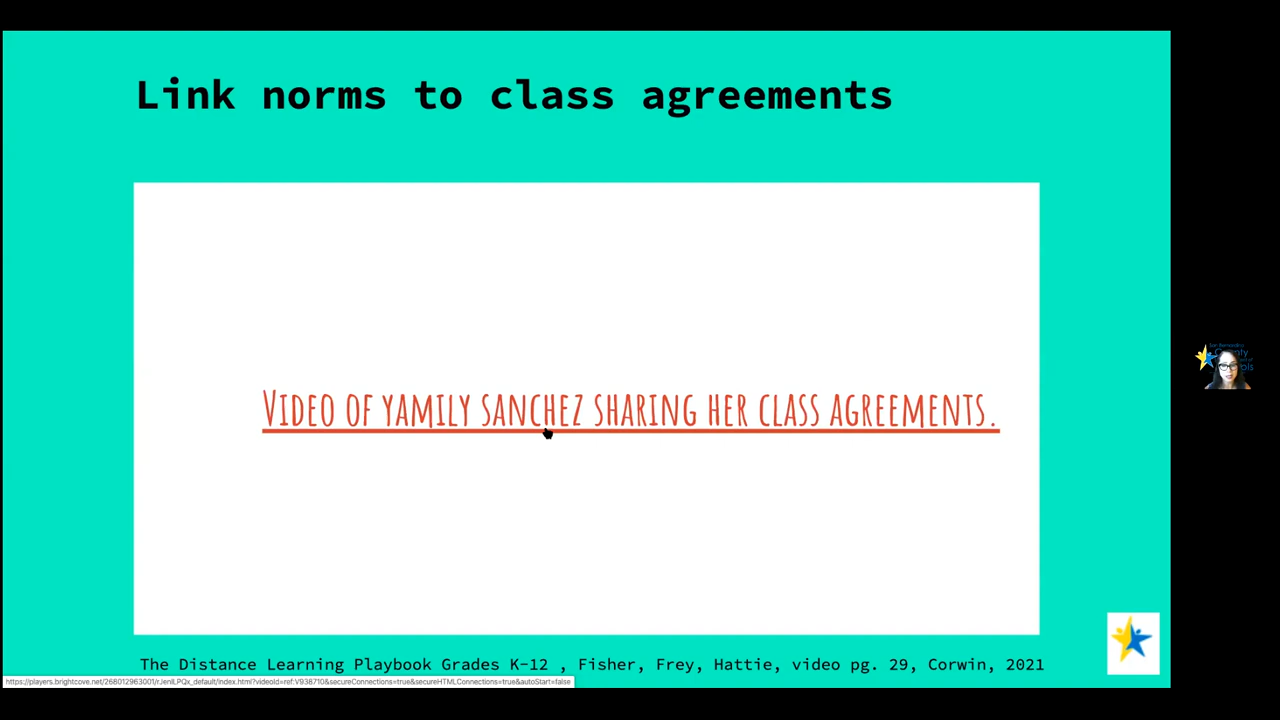 Link norms to class agreements
Video of yamily sanchez sharing her class agreements.
The Distance Learning Playbook Grades K-12 , Fisher, Frey, Hattie, video pg. 29, Corwin, 2021